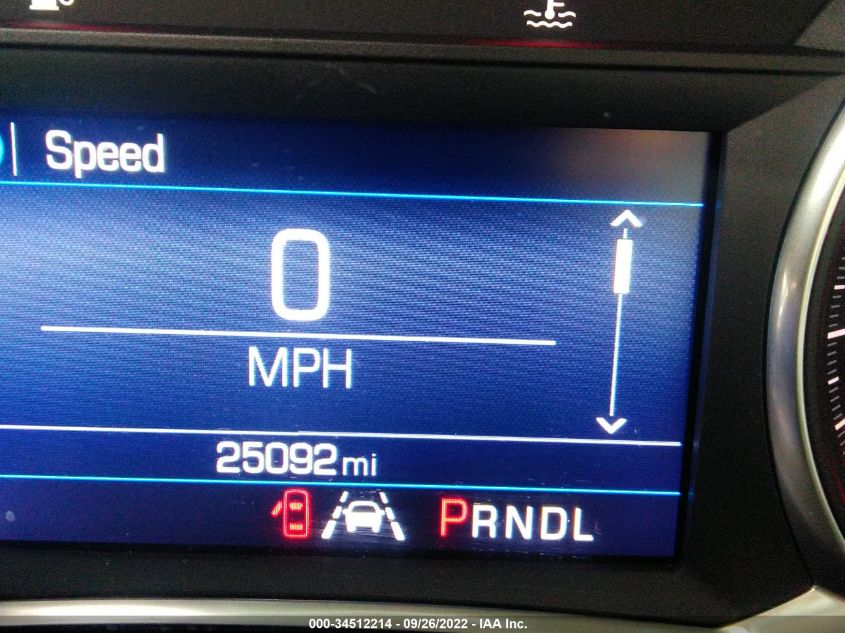 Speed
0
MPH
25092 mi
PRNDL
000-34512214 - 09/26/2022 - IAA Inc.